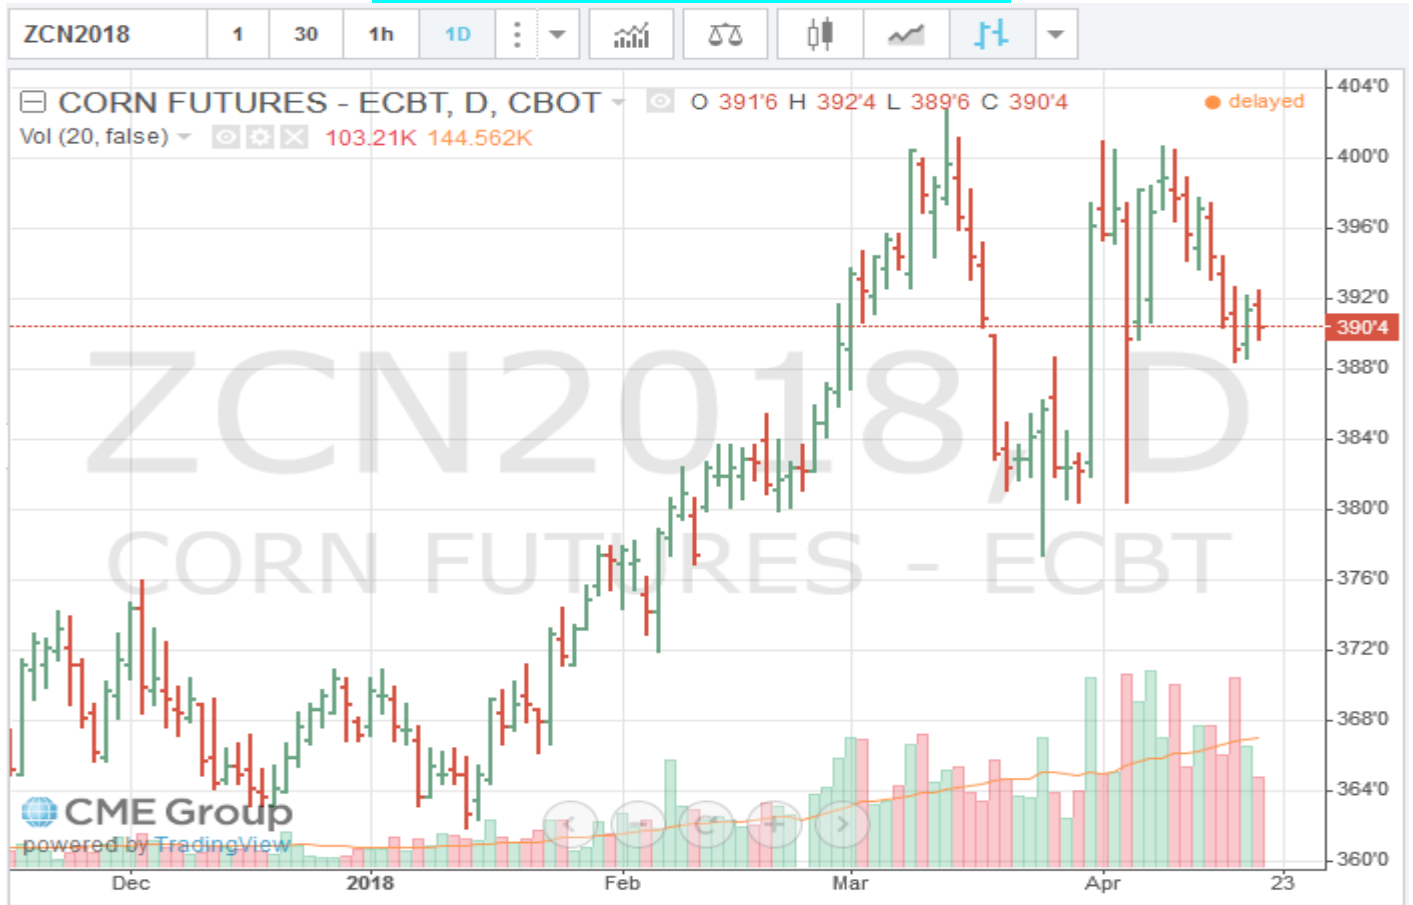 ZCN2018 1 30 1h 1D
CORN FUTURES - ECBT, D, CBOT O 391'6 H 392'4 L 389'6 C 390'4 delayed
Vol (20, false) 103.21K 144.562K
404'0
400'0
396'0
392'0
390'4
388'0
384'0
380'0
376'0
372'0
368'0
364'0
360'0
ZCN2018, D
CORN FUTURES - ECBT
CME Group
powered by TradingView
Dec 2018 Feb Mar Apr 23